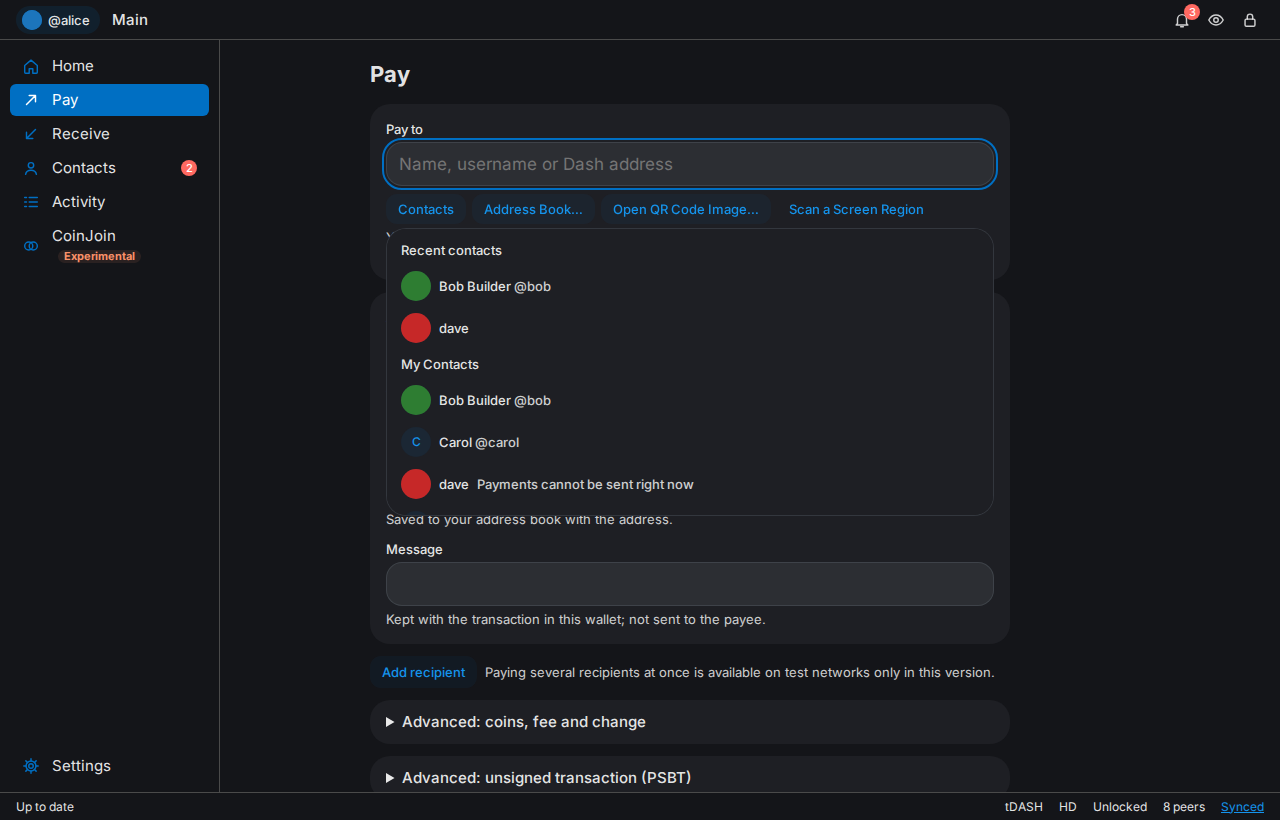 @alice Main 3
Home
Pay
Receive
Contacts 2
Activity
CoinJoin
Experimental
Settings
Pay
Pay to
Name, username or Dash address
Contacts Address Book... Open QR Code Image... Scan a Screen Region
Recent contacts
Bob Builder @bob
dave
My Contacts
Bob Builder @bob
C Carol @carol
dave Payments cannot be sent right now
Saved to your address book with the address.
Message
Kept with the transaction in this wallet; not sent to the payee.
Add recipient Paying several recipients at once is available on test networks only in this version.
Advanced: coins, fee and change
Advanced: unsigned transaction (PSBT)
Up to date tDASH HD Unlocked 8 peers Synced